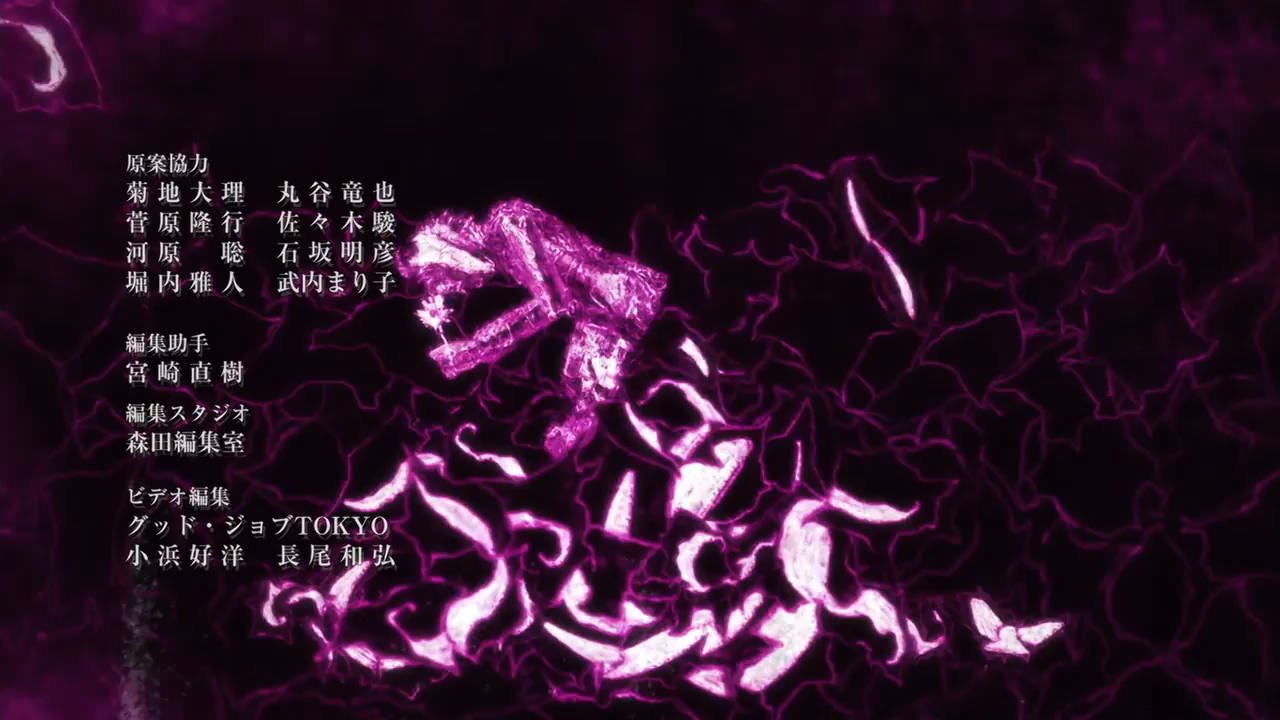 原案協力
菊地大理　丸谷竜也
菅原隆行　佐々木駿
河原　聡　石坂明彦
堀内雅人　武内まり子
編集助手
宮崎直樹
編集スタジオ
森田編集室
ビデオ編集
グッド・ジョブTOKYO
小浜好洋　長尾和弘